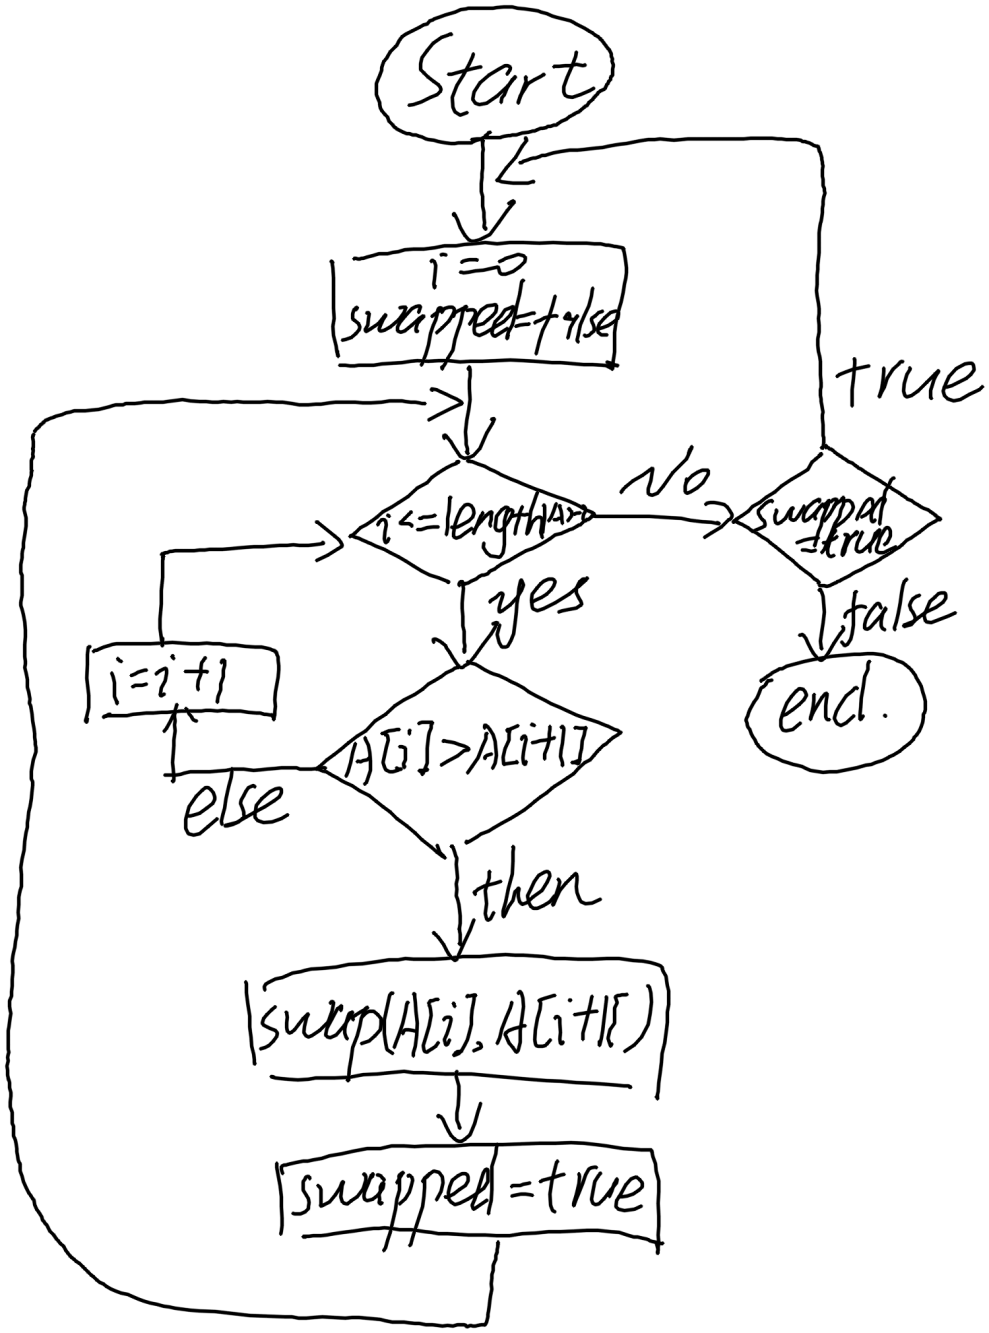 Start
i=0
swapped=false
true
No
i<=length(A)-2
swapped
=true
yes
false
i=i+1
end.
A[i]>A[i+1]
else
then
swap(A[i], A[i+1])
swapped=true